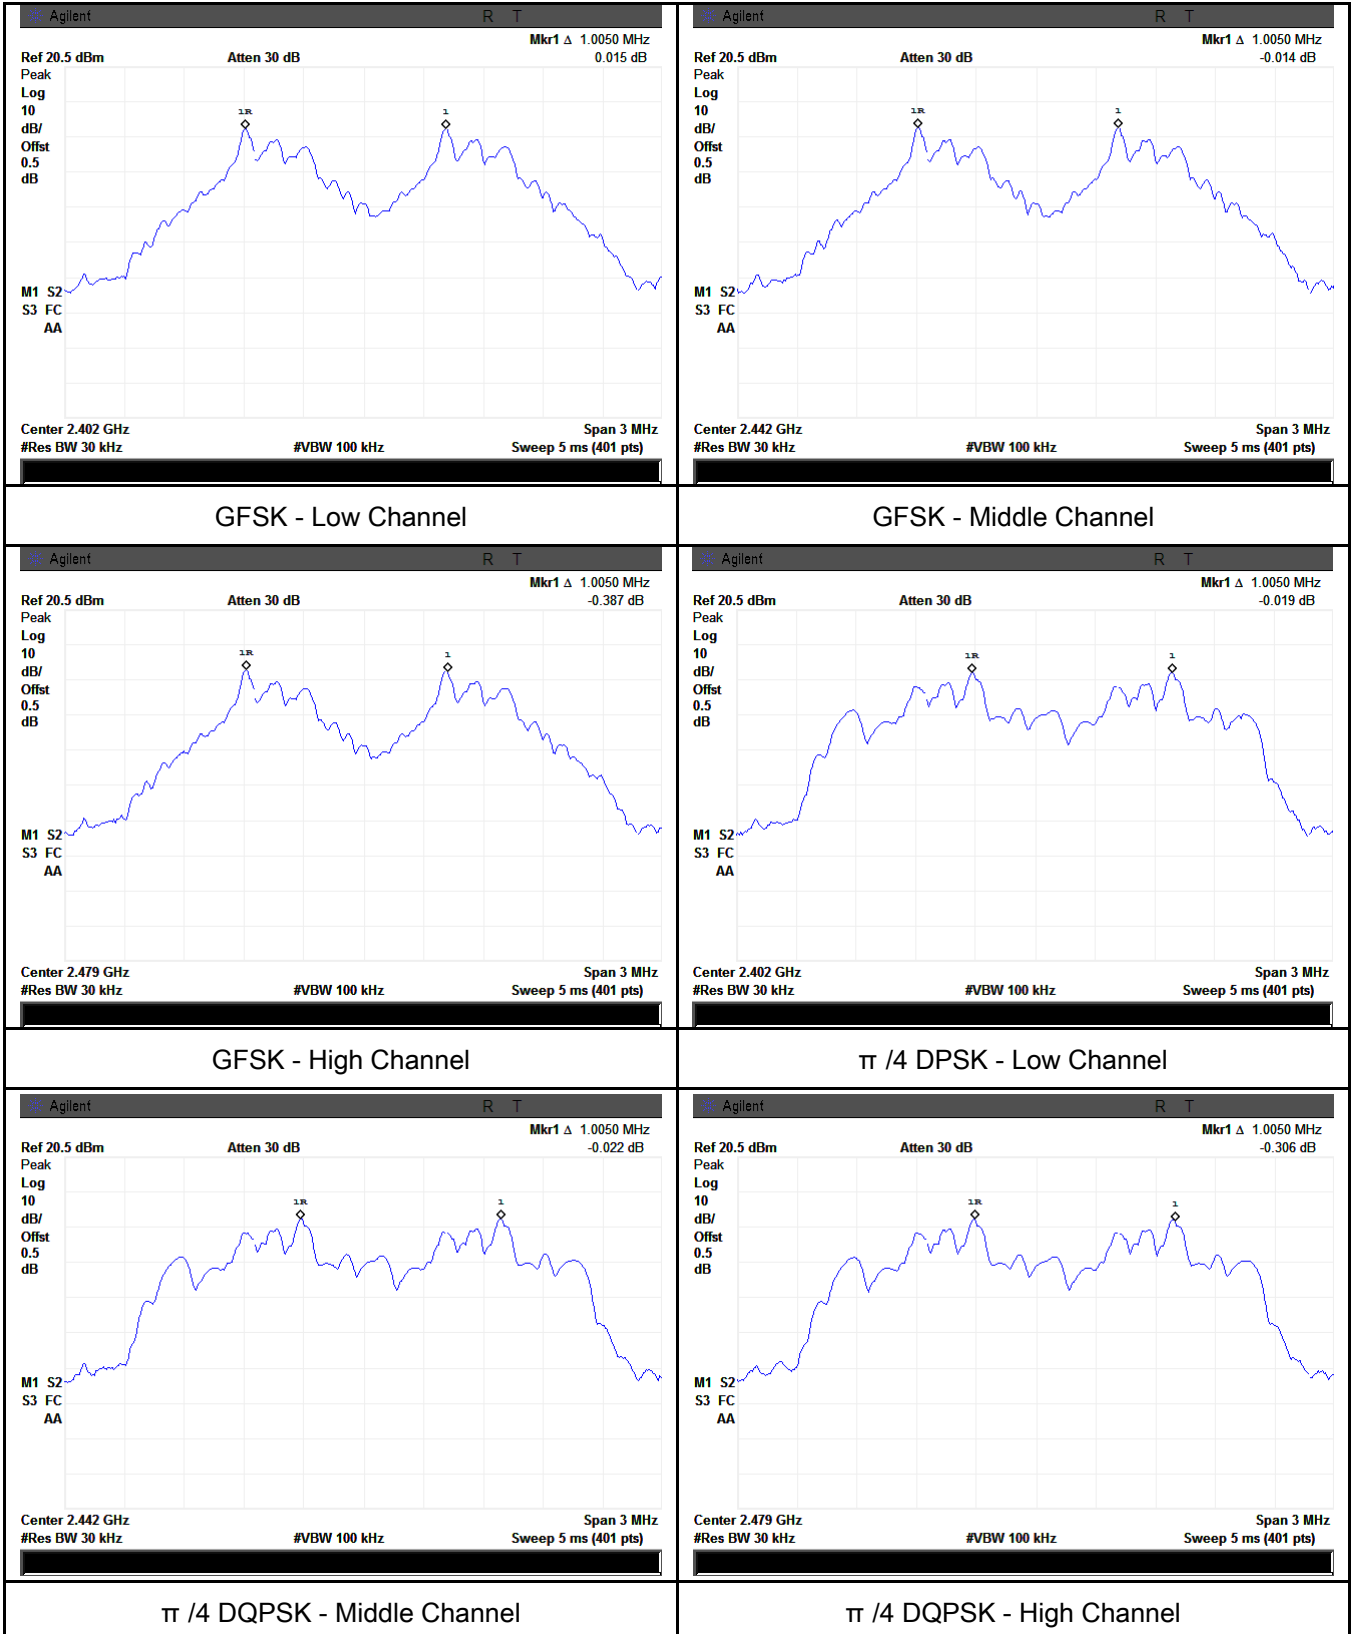 Agilent R T
Mkr1 Δ 1.0050 MHz
Ref 20.5 dBm Atten 30 dB 0.015 dB
Peak
Log
10
dB/
Offst
0.5
dB
1R 1
M1 S2
S3 FC
AA
Center 2.402 GHz Span 3 MHz
#Res BW 30 kHz #VBW 100 kHz Sweep 5 ms (401 pts)
GFSK - Low Channel
Agilent R T
Mkr1 Δ 1.0050 MHz
Ref 20.5 dBm Atten 30 dB -0.014 dB
Peak
Log
10
dB/
Offst
0.5
dB
1R 1
M1 S2
S3 FC
AA
Center 2.442 GHz Span 3 MHz
#Res BW 30 kHz #VBW 100 kHz Sweep 5 ms (401 pts)
GFSK - Middle Channel
Agilent R T
Mkr1 Δ 1.0050 MHz
Ref 20.5 dBm Atten 30 dB -0.387 dB
Peak
Log
10
dB/
Offst
0.5
dB
1R 1
M1 S2
S3 FC
AA
Center 2.479 GHz Span 3 MHz
#Res BW 30 kHz #VBW 100 kHz Sweep 5 ms (401 pts)
GFSK - High Channel
Agilent R T
Mkr1 Δ 1.0050 MHz
Ref 20.5 dBm Atten 30 dB -0.019 dB
Peak
Log
10
dB/
Offst
0.5
dB
1R 1
M1 S2
S3 FC
AA
Center 2.402 GHz Span 3 MHz
#Res BW 30 kHz #VBW 100 kHz Sweep 5 ms (401 pts)
π /4 DPSK - Low Channel
Agilent R T
Mkr1 Δ 1.0050 MHz
Ref 20.5 dBm Atten 30 dB -0.022 dB
Peak
Log
10
dB/
Offst
0.5
dB
1R 1
M1 S2
S3 FC
AA
Center 2.442 GHz Span 3 MHz
#Res BW 30 kHz #VBW 100 kHz Sweep 5 ms (401 pts)
π /4 DQPSK - Middle Channel
Agilent R T
Mkr1 Δ 1.0050 MHz
Ref 20.5 dBm Atten 30 dB -0.306 dB
Peak
Log
10
dB/
Offst
0.5
dB
1R 1
M1 S2
S3 FC
AA
Center 2.479 GHz Span 3 MHz
#Res BW 30 kHz #VBW 100 kHz Sweep 5 ms (401 pts)
π /4 DQPSK - High Channel